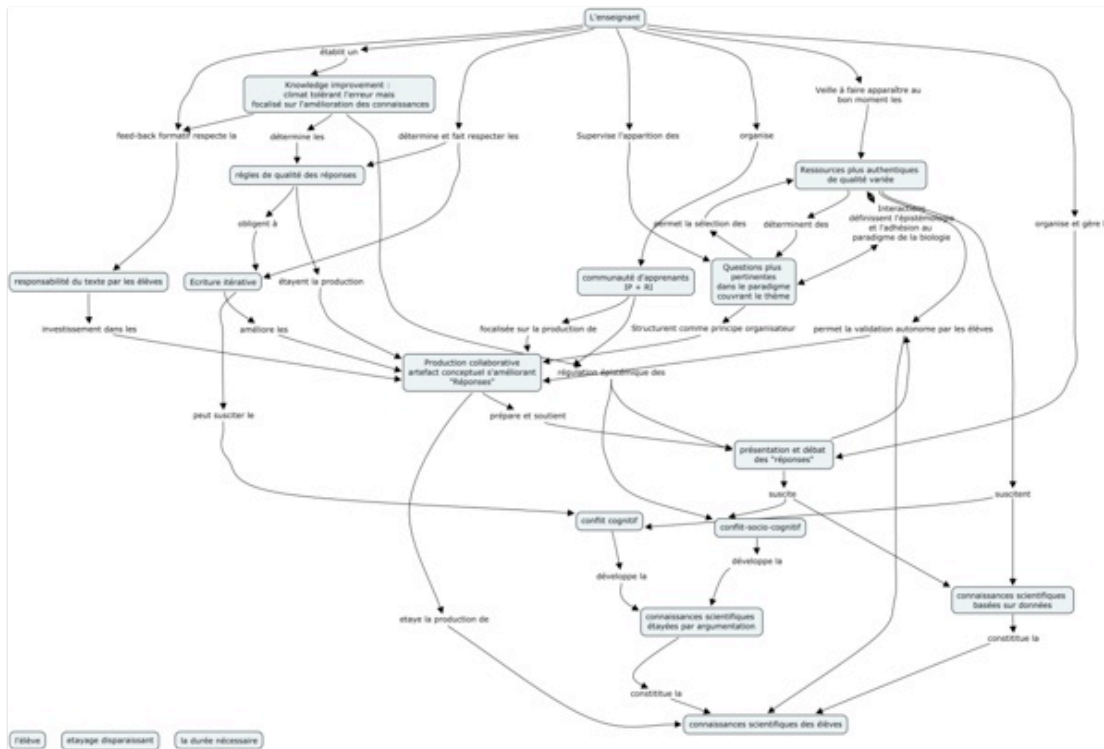 L'enseignant
établit un
Knowledge improvement :
climat tolérant l'erreur mais
focalisé sur l'amélioration des connaissances
Veille à faire apparaître au
bon moment les
feed-back formatif respecte la
détermine les
détermine et fait respecter les
Supervise l'apparition des
organise
règles de qualité des réponses
Ressources plus authentiques
de qualité variée
obligent à
permet la sélection des
déterminent des
Interactions
définissent l'épistémologie
et l'adhésion au
paradigme de la biologie
organise et gère l
responsabilité du texte par les élèves
Ecriture itérative
étayent la production
communauté d'apprenants
IP + RI
Questions plus
pertinentes
dans le paradigme
couvrant le thème
investissement dans les
améliore les
focalisée sur la production de
Structurent comme principe organisateur
permet la validation autonome par les élèves
Production collaborative
artefact conceptuel s'améliorant
"Réponses"
régulation épistémique des
peut susciter le
prépare et soutient
présentation et débat
des "réponses"
suscite
suscitent
conflit cognitif
conflit-socio-cognitif
développe la
développe la
connaissances scientifiques
basées sur données
connaissances scientifiques
étayées par argumentation
etaye la production de
constititue la
constititue la
connaissances scientifiques des élèves
l'élève
etayage disparaissant
la durée nécessaire